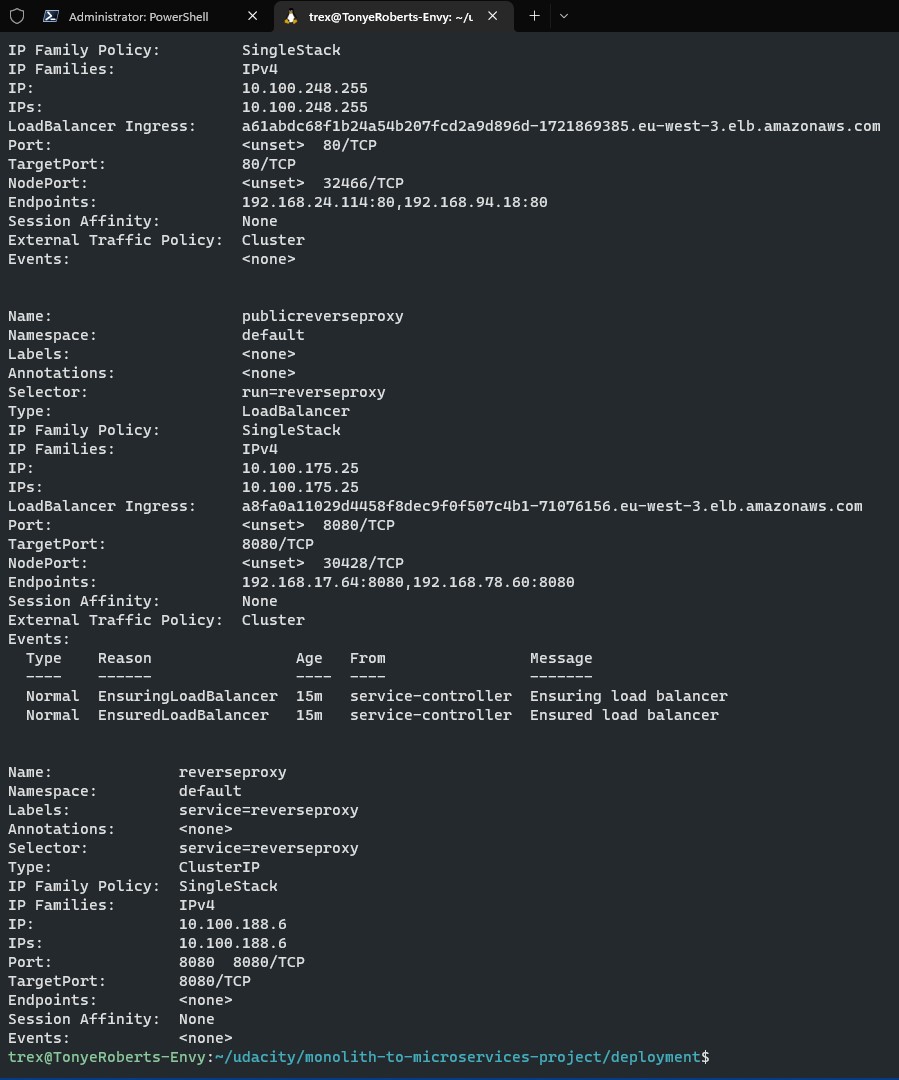 Administrator: PowerShell
trex@TonyeRoberts-Envy: ~/u
IP Family Policy: SingleStack
IP Families: IPv4
IP: 10.100.248.255
IPs: 10.100.248.255
LoadBalancer Ingress: a61abdc68f1b24a54b207fcd2a9d896d-1721869385.eu-west-3.elb.amazonaws.com
Port: <unset> 80/TCP
TargetPort: 80/TCP
NodePort: <unset> 32466/TCP
Endpoints: 192.168.24.114:80,192.168.94.18:80
Session Affinity: None
External Traffic Policy: Cluster
Events: <none>
Name: publicreverseproxy
Namespace: default
Labels: <none>
Annotations: <none>
Selector: run=reverseproxy
Type: LoadBalancer
IP Family Policy: SingleStack
IP Families: IPv4
IP: 10.100.175.25
IPs: 10.100.175.25
LoadBalancer Ingress: a8fa0a11029d4458f8dec9f0f507c4b1-71076156.eu-west-3.elb.amazonaws.com
Port: <unset> 8080/TCP
TargetPort: 8080/TCP
NodePort: <unset> 30428/TCP
Endpoints: 192.168.17.64:8080,192.168.78.60:8080
Session Affinity: None
External Traffic Policy: Cluster
Events:
Type Reason Age From Message
---- ------ ---- ---- -------
Normal EnsuringLoadBalancer 15m service-controller Ensuring load balancer
Normal EnsuredLoadBalancer 15m service-controller Ensured load balancer
Name: reverseproxy
Namespace: default
Labels: service=reverseproxy
Annotations: <none>
Selector: service=reverseproxy
Type: ClusterIP
IP Family Policy: SingleStack
IP Families: IPv4
IP: 10.100.188.6
IPs: 10.100.188.6
Port: 8080 8080/TCP
TargetPort: 8080/TCP
Endpoints: <none>
Session Affinity: None
Events: <none>
trex@TonyeRoberts-Envy:~/udacity/monolith-to-microservices-project/deployment$